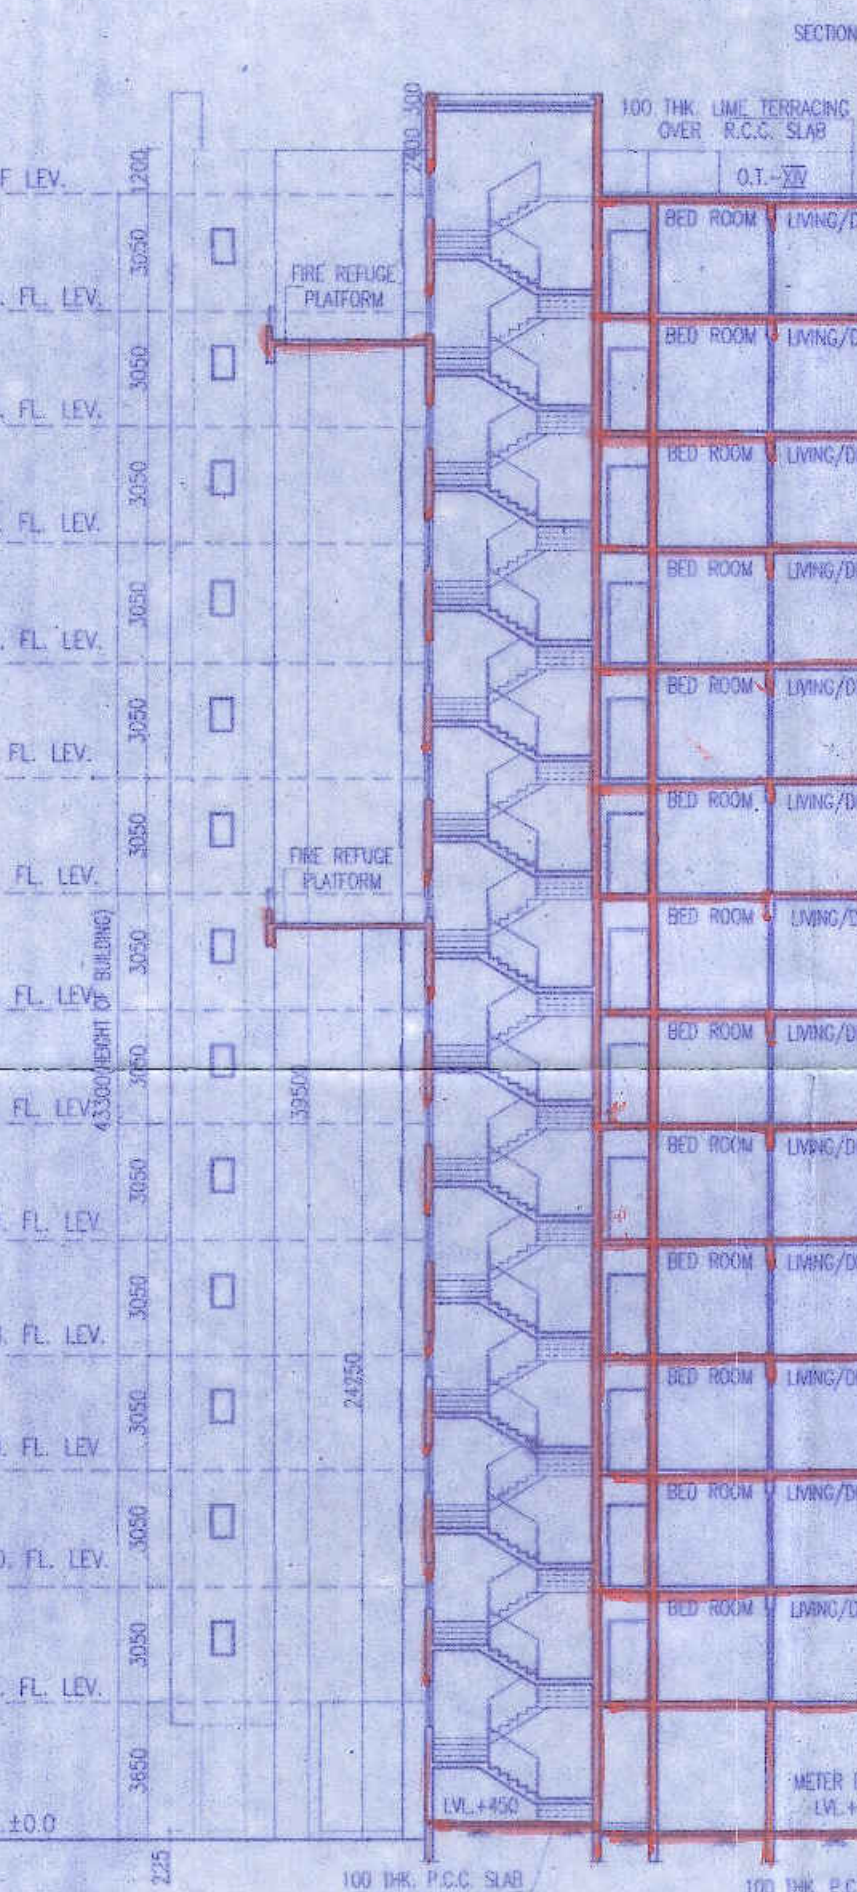 SECTION
100 THK. LIME TERRACING
OVER R.C.C. SLAB
300
2400
O.T.-XIV
F LEV.
1200
BED ROOM LIVING/D
3050
FIRE REFUGE
PLATFORM
. FL. LEV.
BED ROOM LIVING/D
3050
. FL. LEV.
BED ROOM LIVING/D
3050
. FL. LEV.
BED ROOM LIVING/D
3050
. FL. LEV.
BED ROOM LIVING/D
3050
FL. LEV.
BED ROOM LIVING/D
3050
FIRE REFUGE
PLATFORM
FL. LEV.
BED ROOM LIVING/D
3050
43300(HEIGHT OF BUILDING)
FL. LEV.
BED ROOM LIVING/D
3050
39500
FL. LEV.
BED ROOM LIVING/D
3050
. FL. LEV.
BED ROOM LIVING/D
3050
. FL. LEV.
BED ROOM LIVING/D
24250
3050
. FL. LEV.
BED ROOM LIVING/D
3050
D. FL. LEV.
BED ROOM LIVING/D
3050
. FL. LEV.
3650
METER
LVL.+450
LVL.+
±0.0
225
100 THK. P.C.C. SLAB
100 THK. P.C